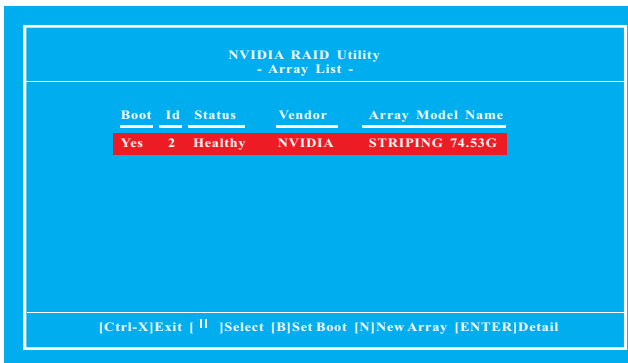 NVIDIA RAID Utility
- Array List -
Boot Id Status Vendor Array Model Name
Yes 2 Healthy NVIDIA STRIPING 74.53G
[Ctrl-X]Exit [ ]Select [B]Set Boot [N]New Array [ENTER]Detail